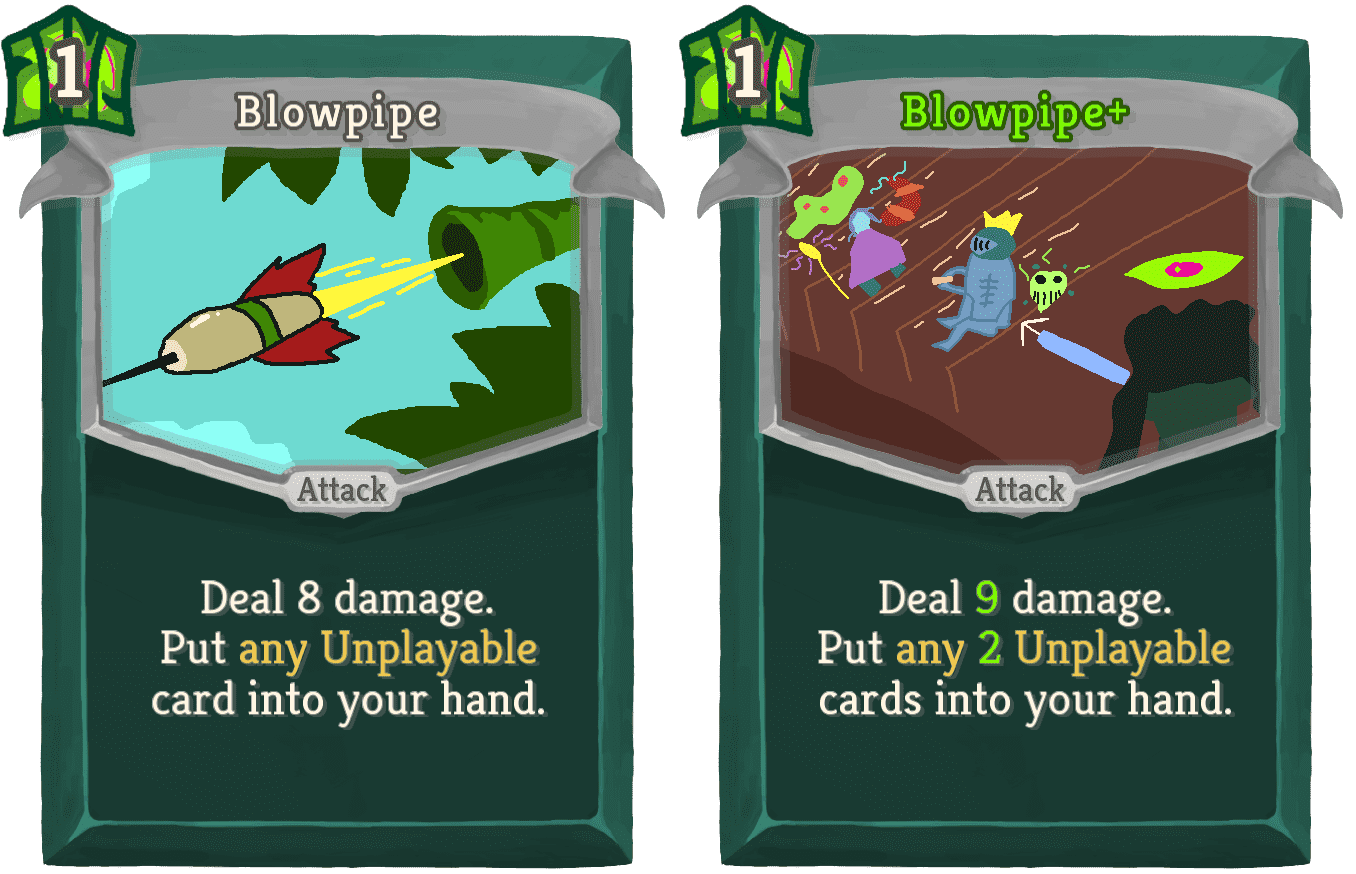 1
Blowpipe
Attack
Deal 8 damage.
Put any Unplayable
card into your hand.
1
Blowpipe+
Attack
Deal 9 damage.
Put any 2 Unplayable
cards into your hand.